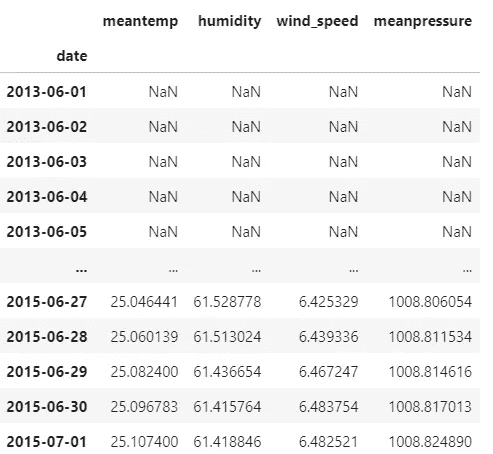 meantemp humidity wind_speed meanpressure
date
2013-06-01 NaN NaN NaN NaN
2013-06-02 NaN NaN NaN NaN
2013-06-03 NaN NaN NaN NaN
2013-06-04 NaN NaN NaN NaN
2013-06-05 NaN NaN NaN NaN
... ... ... ... ...
2015-06-27 25.046441 61.528778 6.425329 1008.806054
2015-06-28 25.060139 61.513024 6.439336 1008.811534
2015-06-29 25.082400 61.436654 6.467247 1008.814616
2015-06-30 25.096783 61.415764 6.483754 1008.817013
2015-07-01 25.107400 61.418846 6.482521 1008.824890